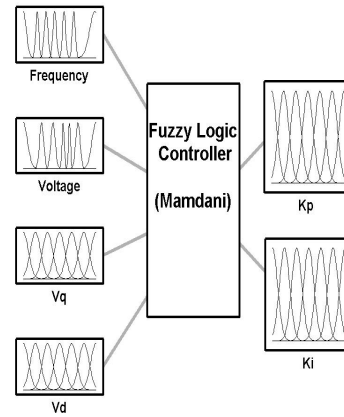 Frequency
Voltage
Vq
Vd
Fuzzy Logic
Controller
(Mamdani)
Kp
Ki